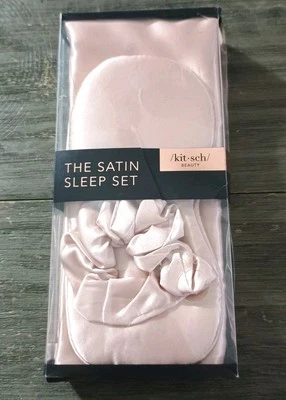 /kit·sch/
BEAUTY
THE SATIN
SLEEP SET